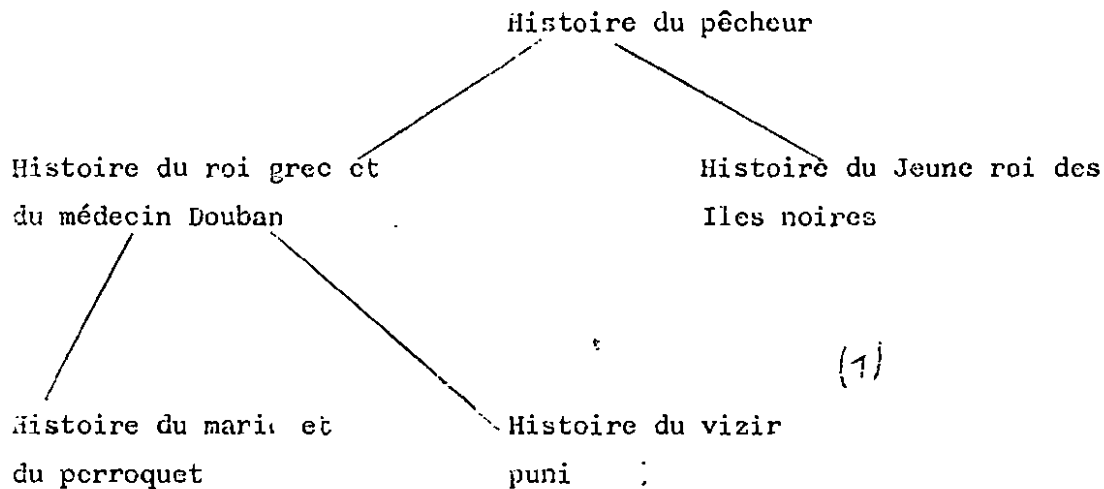 Histoire du pêcheur
Histoire du roi grec et
du médecin Douban
Histoire du Jeune roi des
Iles noires
(1)
Histoire du mari et
du perroquet
Histoire du vizir
puni